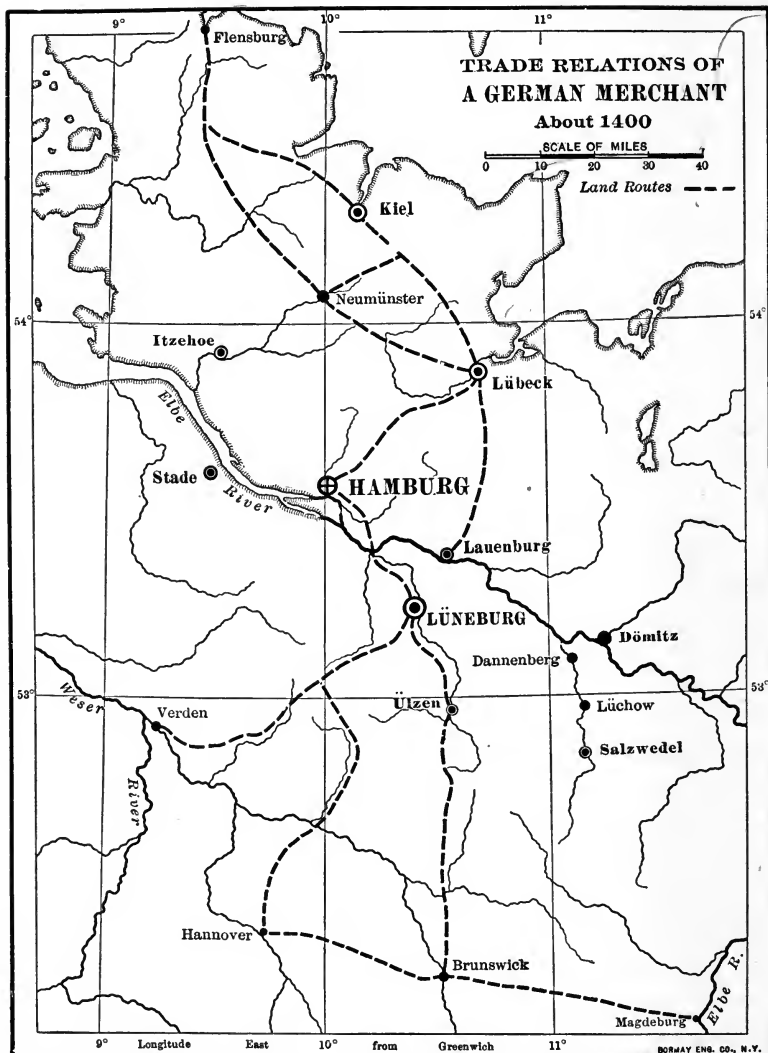 9°
10°
11°
Flensburg
TRADE RELATIONS OF
A GERMAN MERCHANT
About 1400
SCALE OF MILES
0 10 20 30 40
Land Routes
Kiel
Neumünster
54°
54°
Itzehoe
Lübeck
Elbe
River
Stade
HAMBURG
Lauenburg
LÜNEBURG
Dömitz
Dannenberg
53°
53°
Weser
River
Verden
Ülzen
Lüchow
Salzwedel
Hannover
Brunswick
Magdeburg
Elbe R.
9° Longitude East 10° from Greenwich 11°
BORMAY ENG. CO., N.Y.